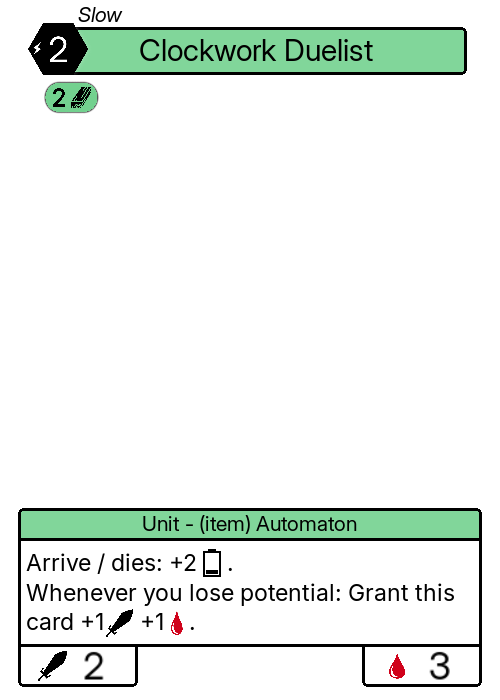 Slow
2 Clockwork Duelist
2
Unit - (item) Automaton
Arrive / dies: +2 .
Whenever you lose potential: Grant this
card +1 +1 .
2 3